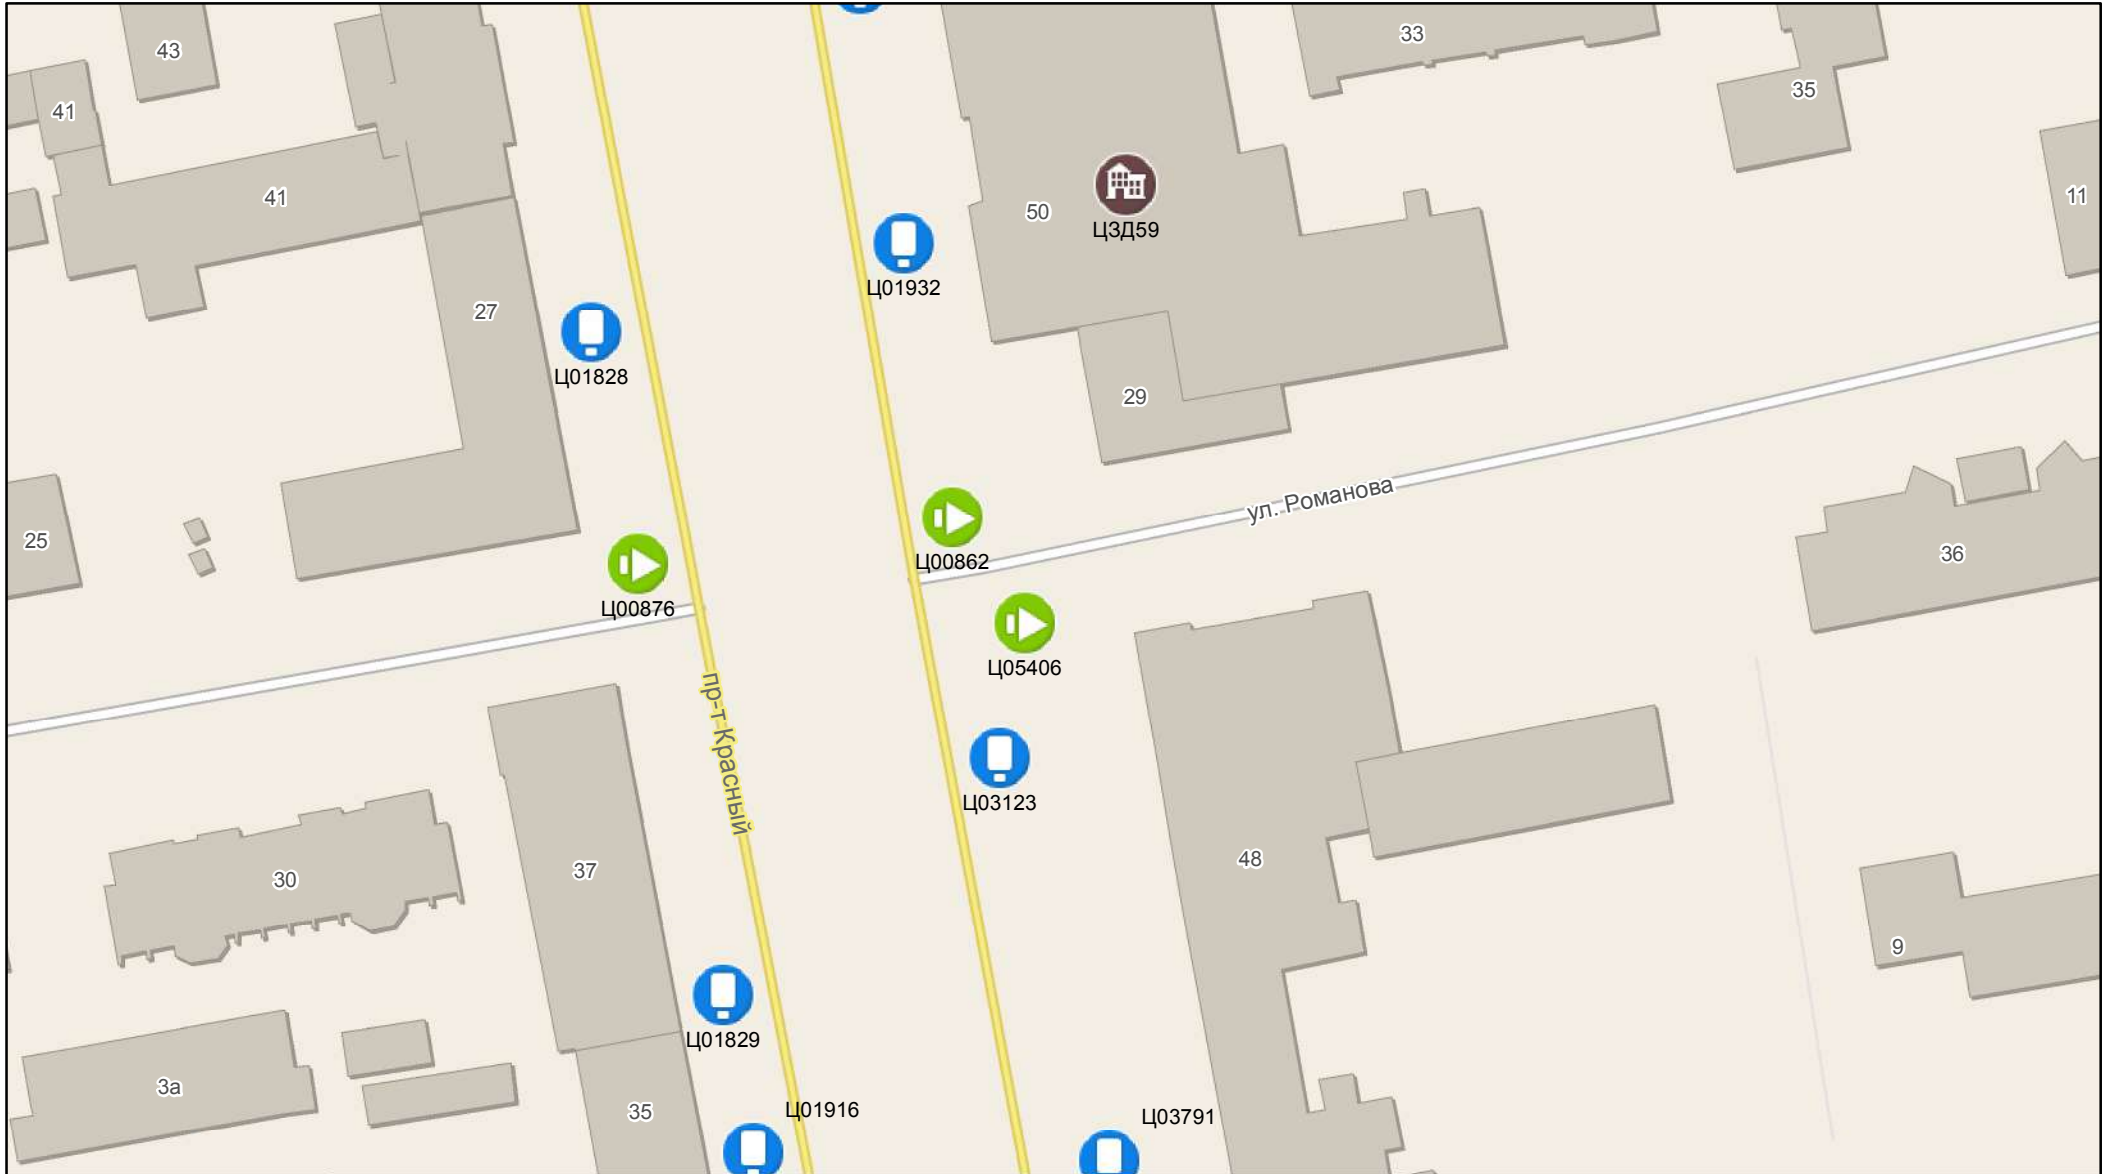 43
33
35
41
41
11
50
ЦЗД59
Ц01932
27
Ц01828
29
ул. Романова
25
36
Ц00862
Ц00876
Ц05406
пр-т Красный
Ц03123
48
37
30
9
Ц01829
3а
35
Ц01916
Ц03791